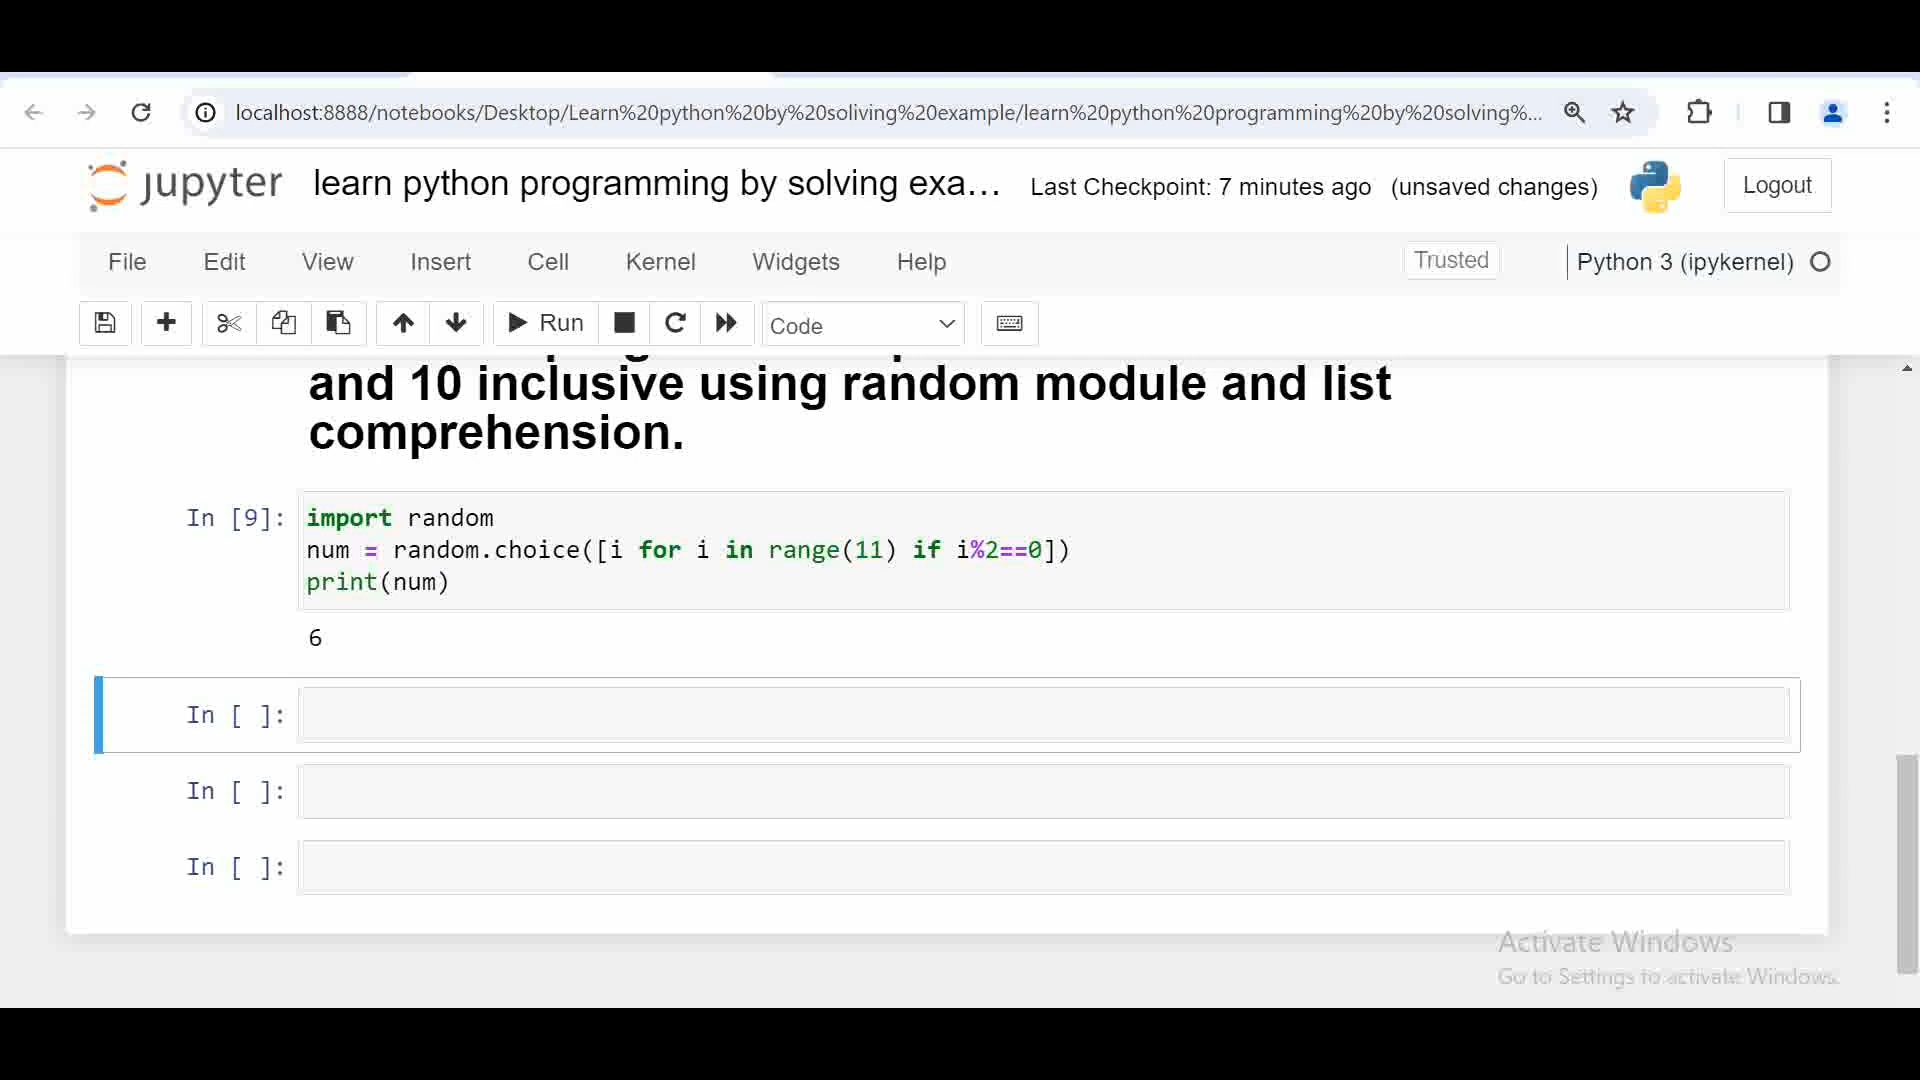 localhost:8888/notebooks/Desktop/Learn%20python%20by%20soliving%20example/learn%20python%20programming%20by%20solving%...
jupyter learn python programming by solving exa... Last Checkpoint: 7 minutes ago (unsaved changes) Logout
File Edit View Insert Cell Kernel Widgets Help Trusted Python 3 (ipykernel)
Run Code
and 10 inclusive using random module and list
comprehension.
In [9]: import random
num = random.choice([i for i in range(11) if i%2==0])
print(num)
6
In [ ]:
In [ ]:
In [ ]:
Activate Windows
Go to Settings to activate Windows.